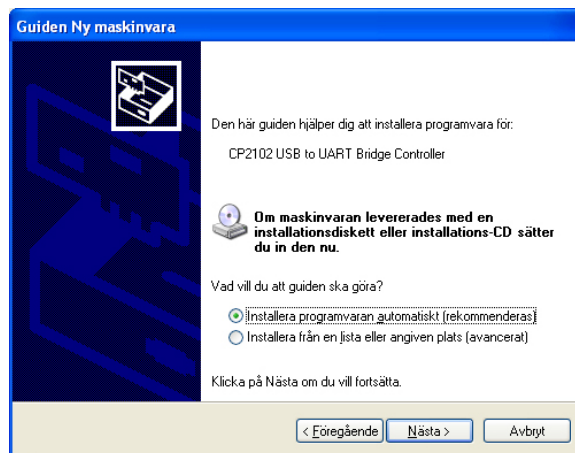 Guiden Ny maskinvara
Den här guiden hjälper dig att installera programvara för:
CP2102 USB to UART Bridge Controller
Om maskinvaran levererades med en
installationsdiskett eller installations-CD sätter
du in den nu.
Vad vill du att guiden ska göra?
Installera programvaran automatiskt (rekommenderas)
Installera från en lista eller angiven plats (avancerat)
Klicka på Nästa om du vill fortsätta.
< Föregående Nästa > Avbryt